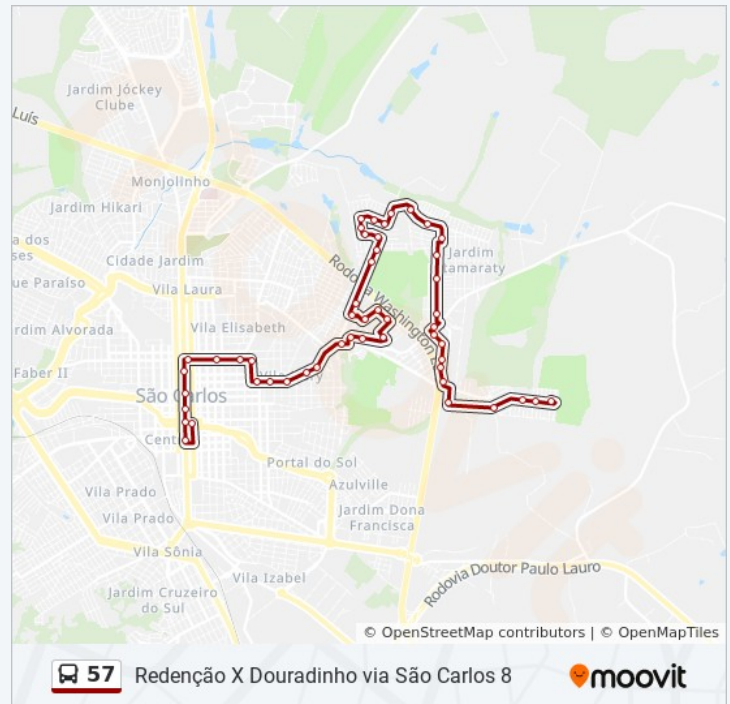 Jardim Jóckey
Clube
Luís
Monjolinho
Jardim Hikari
a dos
ses
Cidade Jardim
ue Paraíso
Vila Laura
Rodovia Washington L
Jardim
tamaraty
rdim Alvorada
Vila Elisabeth
Faber II
São Carlos
Cent
Portal do Sol
Azulville
Vila Prado
Jardim Dona
Francisca
Vila Prado
Vila Sônia
Vila Izabel
Rodovia Doutor Paulo Lauro
Jardim Cruzeiro
do Sul
© OpenStreetMap contributors | © OpenMapTiles
57 Redenção X Douradinho via São Carlos 8 moovit